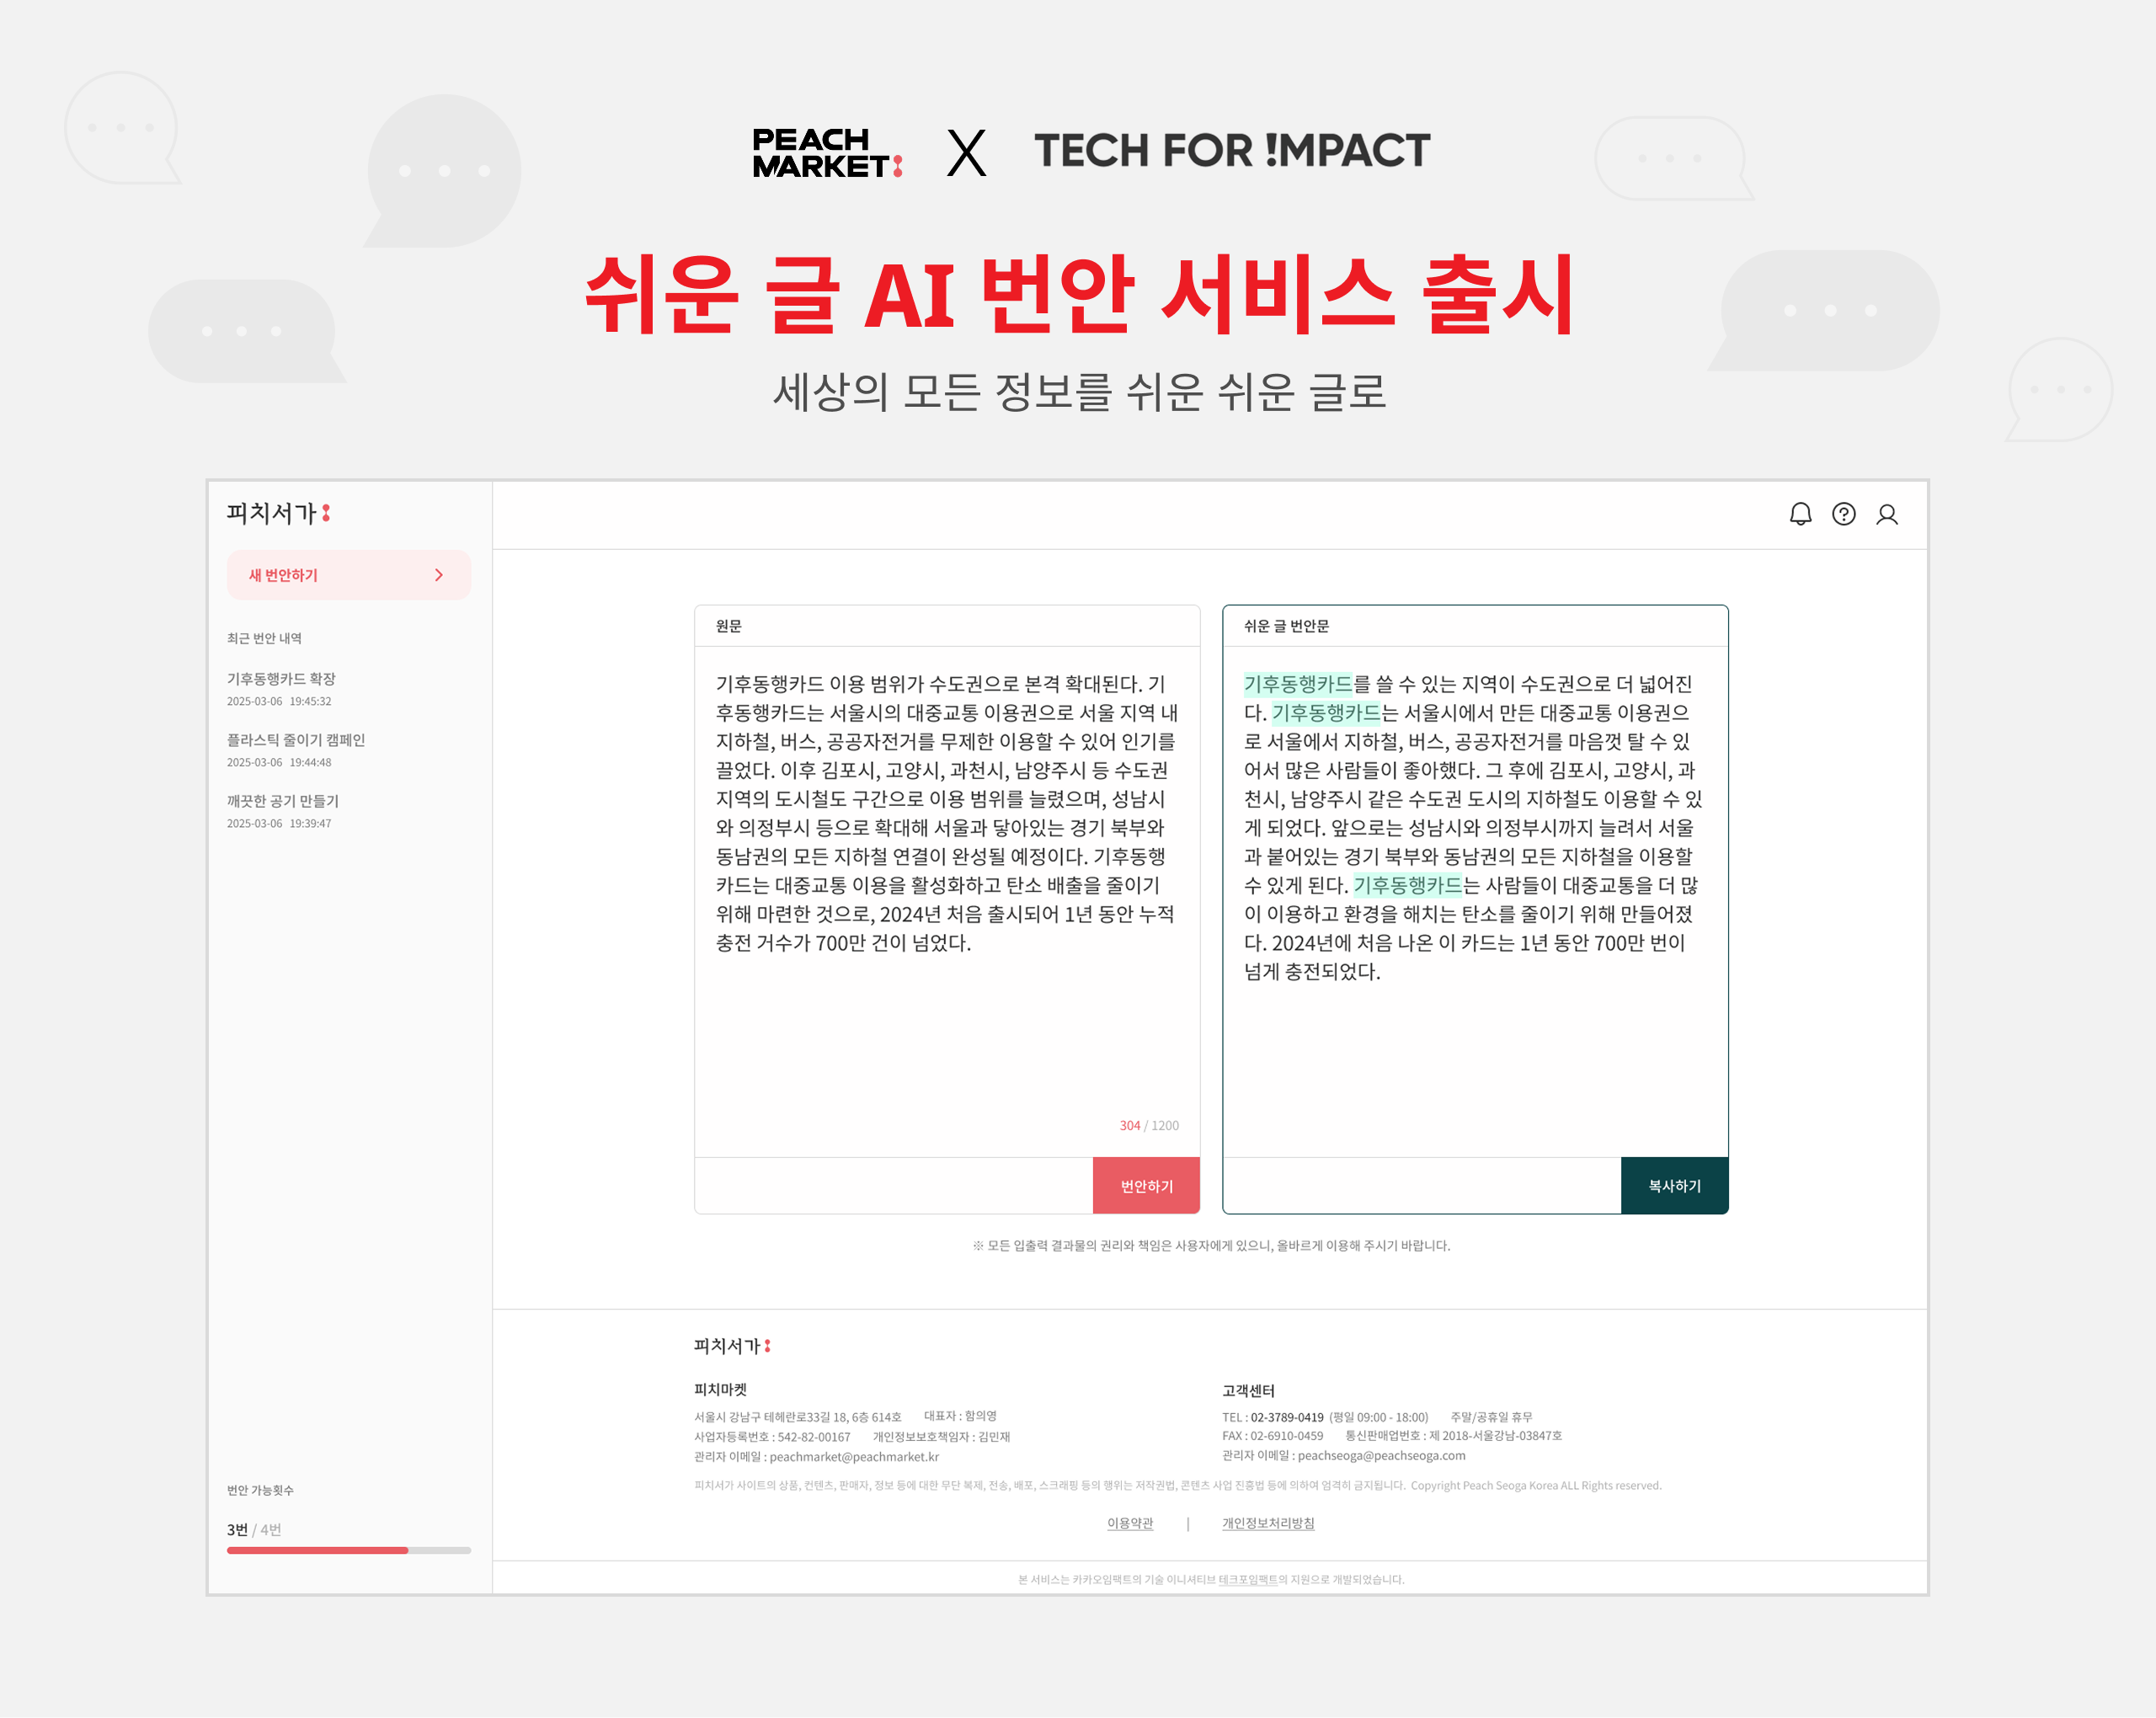 PEACH
MARKET
X
TECH FOR !MPACT
쉬운 글 AI 번안 서비스 출시
세상의 모든 정보를 쉬운 쉬운 글로
피치서가
새 번안하기
최근 번안 내역
기후동행카드 확장
2025-03-06 19:45:32
플라스틱 줄이기 캠페인
2025-03-06 19:44:48
깨끗한 공기 만들기
2025-03-06 19:39:47
번안 가능횟수
3번 / 4번
원문
기후동행카드 이용 범위가 수도권으로 본격 확대된다. 기
후동행카드는 서울시의 대중교통 이용권으로 서울 지역 내
지하철, 버스, 공공자전거를 무제한 이용할 수 있어 인기를
끌었다. 이후 김포시, 고양시, 과천시, 남양주시 등 수도권
지역의 도시철도 구간으로 이용 범위를 늘렸으며, 성남시
와 의정부시 등으로 확대해 서울과 닿아있는 경기 북부와
동남권의 모든 지하철 연결이 완성될 예정이다. 기후동행
카드는 대중교통 이용을 활성화하고 탄소 배출을 줄이기
위해 마련한 것으로, 2024년 처음 출시되어 1년 동안 누적
충전 거수가 700만 건이 넘었다.
304 / 1200
번안하기
쉬운 글 번안문
기후동행카드를 쓸 수 있는 지역이 수도권으로 더 넓어진
다. 기후동행카드는 서울시에서 만든 대중교통 이용권으
로 서울에서 지하철, 버스, 공공자전거를 마음껏 탈 수 있
어서 많은 사람들이 좋아했다. 그 후에 김포시, 고양시, 과
천시, 남양주시 같은 수도권 도시의 지하철도 이용할 수 있
게 되었다. 앞으로는 성남시와 의정부시까지 늘려서 서울
과 붙어있는 경기 북부와 동남권의 모든 지하철을 이용할
수 있게 된다. 기후동행카드는 사람들이 대중교통을 더 많
이 이용하고 환경을 해치는 탄소를 줄이기 위해 만들어졌
다. 2024년에 처음 나온 이 카드는 1년 동안 700만 번이
넘게 충전되었다.
복사하기
※ 모든 입출력 결과물의 권리와 책임은 사용자에게 있으니, 올바르게 이용해 주시기 바랍니다.
피치서가
피치마켓
서울시 강남구 테헤란로33길 18, 6층 614호 대표자 : 함의영
사업자등록번호 : 542-82-00167 개인정보보호책임자 : 김민재
관리자 이메일 : peachmarket@peachmarket.kr
고객센터
TEL : 02-3789-0419 (평일 09:00 - 18:00) 주말/공휴일 휴무
FAX : 02-6910-0459 통신판매업번호 : 제 2018-서울강남-03847호
관리자 이메일 : peachseoga@peachseoga.com
피치서가 사이트의 상품, 컨텐츠, 판매자, 정보 등에 대한 무단 복제, 전송, 배포, 스크래핑 등의 행위는 저작권법, 콘텐츠 사업 진흥법 등에 의하여 엄격히 금지됩니다. Copyright Peach Seoga Korea ALL Rights reserved.
이용약관 | 개인정보처리방침
본 서비스는 카카오임팩트의 기술 이니셔티브 테크포임팩트의 지원으로 개발되었습니다.